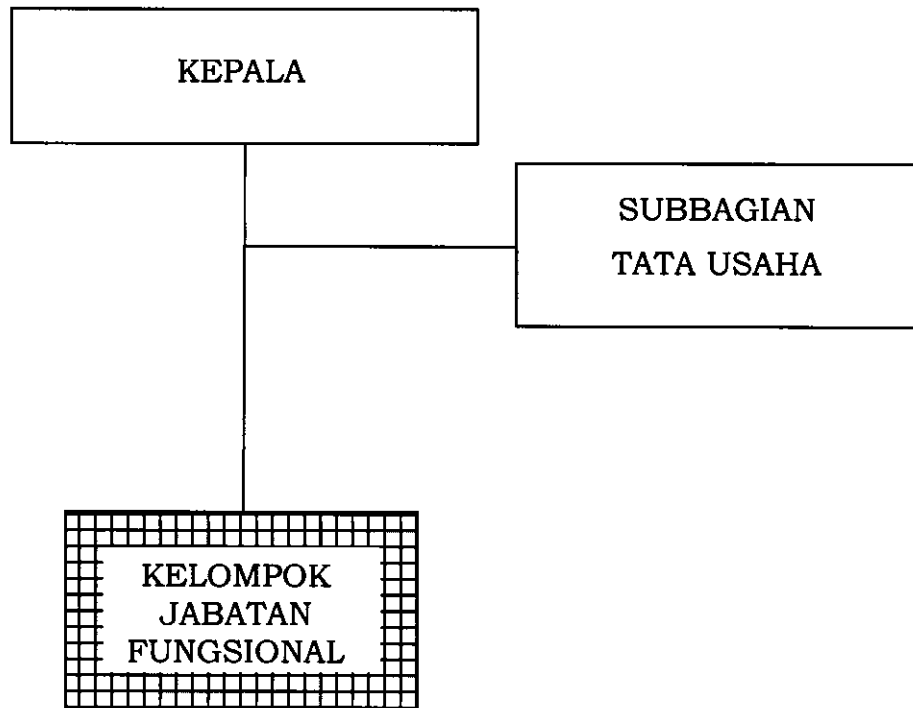 KEPALA
SUBBAGIAN
TATA USAHA
KELOMPOK
JABATAN
FUNGSIONAL